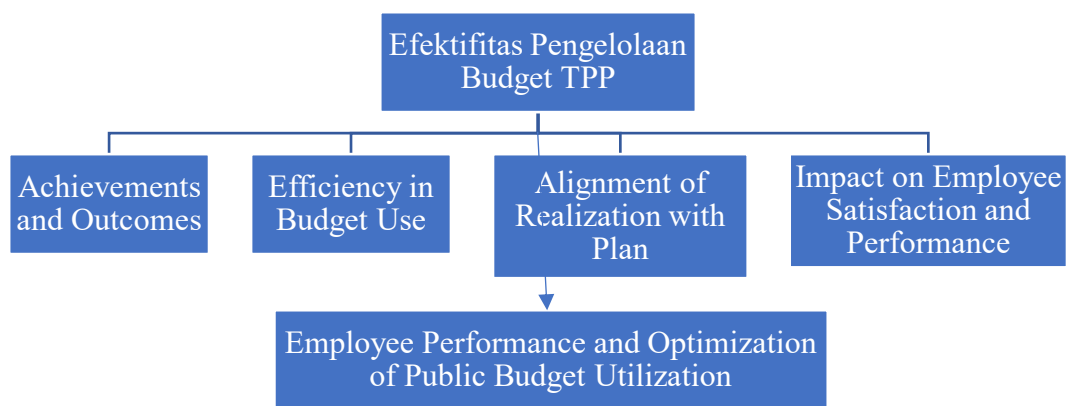 Efektifitas Pengelolaan
Budget TPP
Achievements
and Outcomes
Efficiency in
Budget Use
Alignment of
Realization with
Plan
Impact on Employee
Satisfaction and
Performance
Employee Performance and Optimization
of Public Budget Utilization